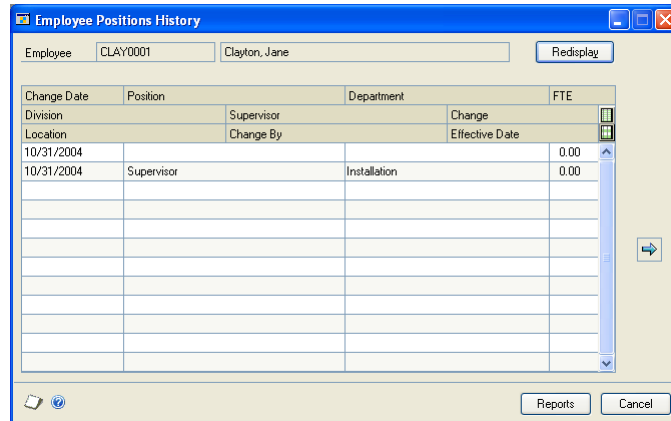 Employee Positions History
Employee CLAY0001 Clayton, Jane Redisplay
Change Date Position Department FTE
Division Supervisor Change
Location Change By Effective Date
10/31/2004 0.00
10/31/2004 Supervisor Installation 0.00
Reports Cancel